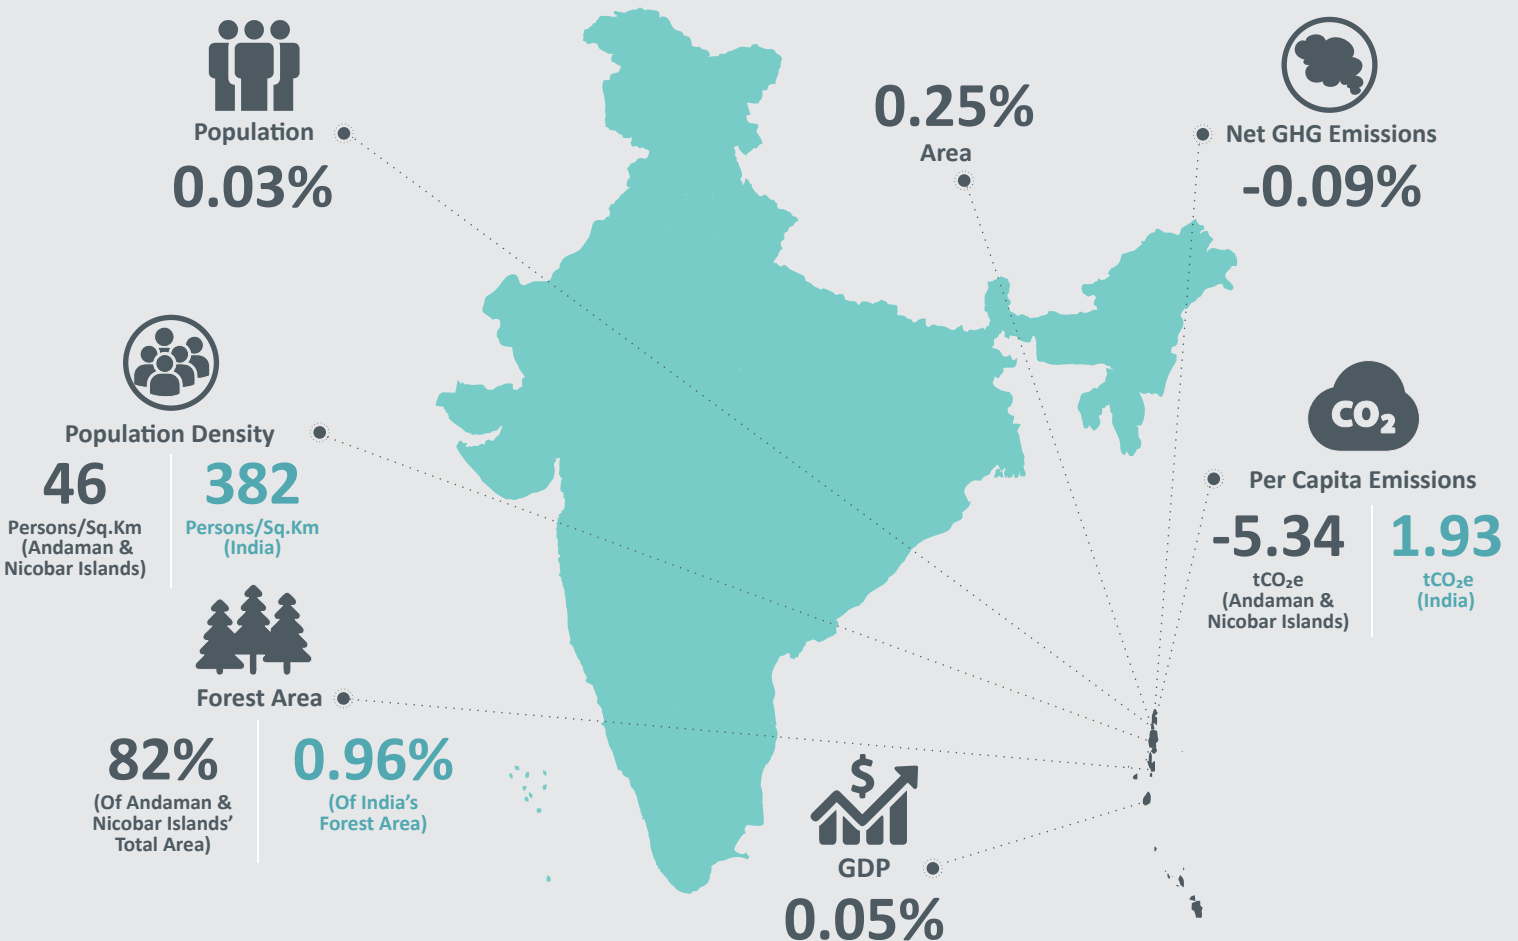 Population
0.03%
0.25%
Area
Net GHG Emissions
-0.09%
Population Density
46
Persons/Sq.Km
(Andaman &
Nicobar Islands)
382
Persons/Sq.Km
(India)
CO₂
Per Capita Emissions
-5.34
tCO₂e
(Andaman &
Nicobar Islands)
1.93
tCO₂e
(India)
Forest Area
82%
(Of Andaman &
Nicobar Islands’
Total Area)
0.96%
(Of India’s
Forest Area)
$
GDP
0.05%